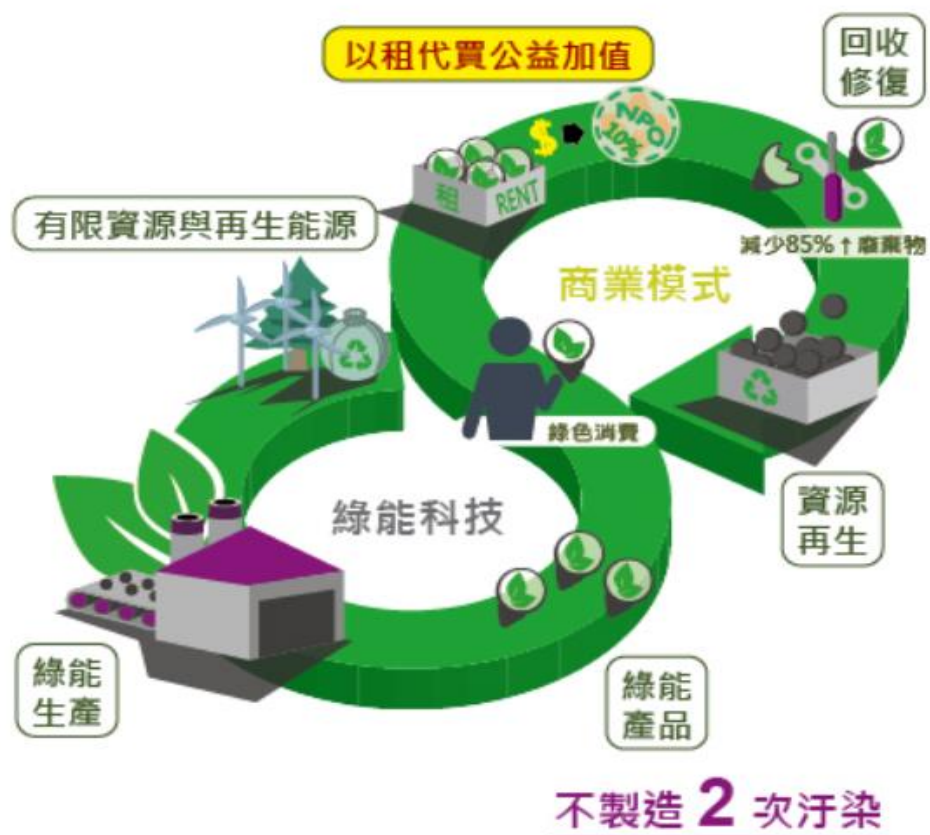 以租代買公益加值
回收
修復
NPO
10%
$
租
RENT
有限資源與再生能源
減少85%↑廢棄物
商業模式
綠色消費
綠能科技
資源
再生
綠能
生產
綠能
產品
不製造 2 次汙染